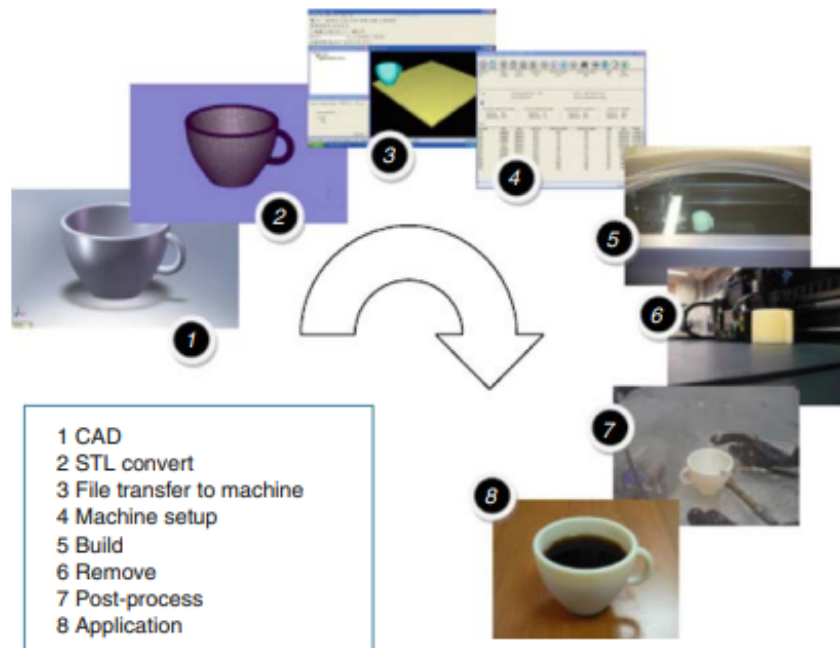 1
2
3
4
5
6
7
8
1 CAD
2 STL convert
3 File transfer to machine
4 Machine setup
5 Build
6 Remove
7 Post-process
8 Application